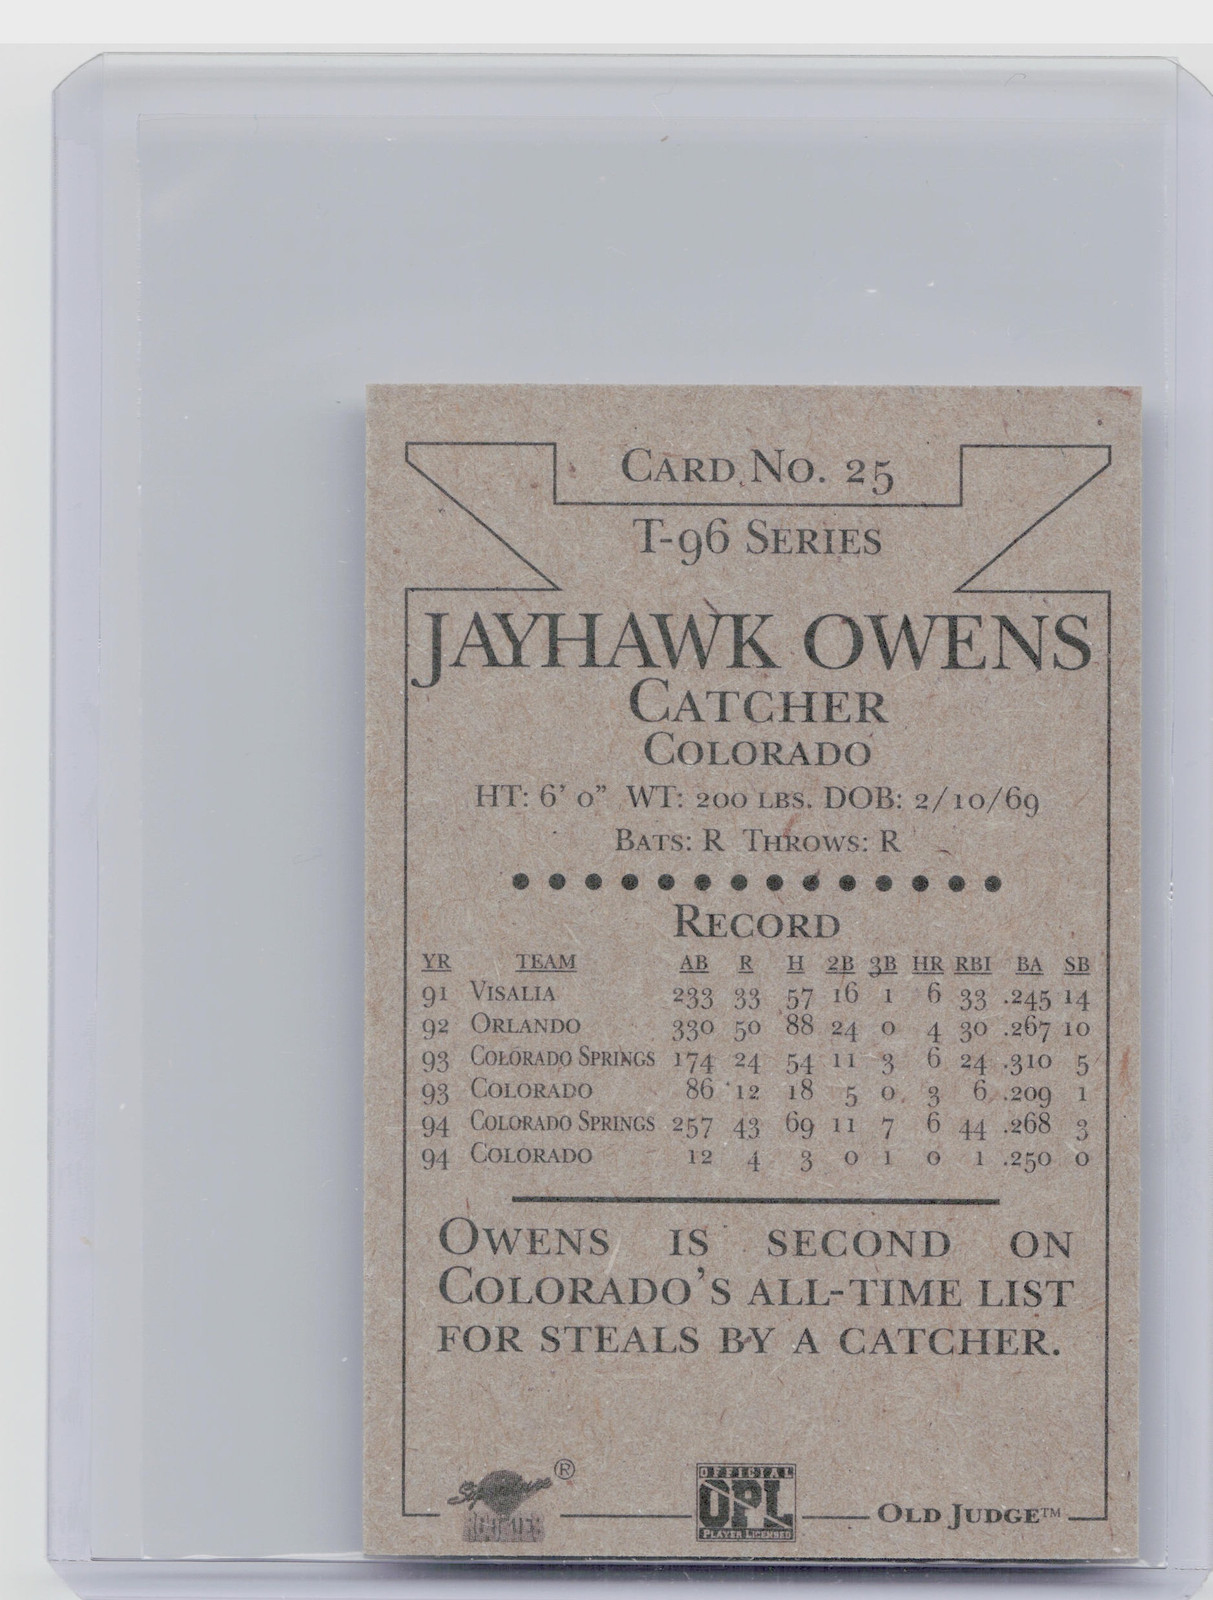 CARD NO. 25
T-96 SERIES
JAYHAWK OWENS
CATCHER
COLORADO
HT: 6' 0" WT: 200 LBS. DOB: 2/10/69
BATS: R THROWS: R
RECORD
YR TEAM AB R H 2B 3B HR RBI BA SB
91 VISALIA 233 33 57 16 1 6 33 .245 14
92 ORLANDO 330 50 88 24 0 4 30 .267 10
93 COLORADO SPRINGS 174 24 54 11 3 6 24 .310 5
93 COLORADO 86 12 18 5 0 3 6 .209 1
94 COLORADO SPRINGS 257 43 69 11 7 6 44 .268 3
94 COLORADO 12 4 3 0 1 0 1 .250 0
OWENS IS SECOND ON
COLORADO'S ALL-TIME LIST
FOR STEALS BY A CATCHER.
Signature ®
ROOKIES
OFFICIAL
OPL
PLAYER LICENSED
OLD JUDGE™